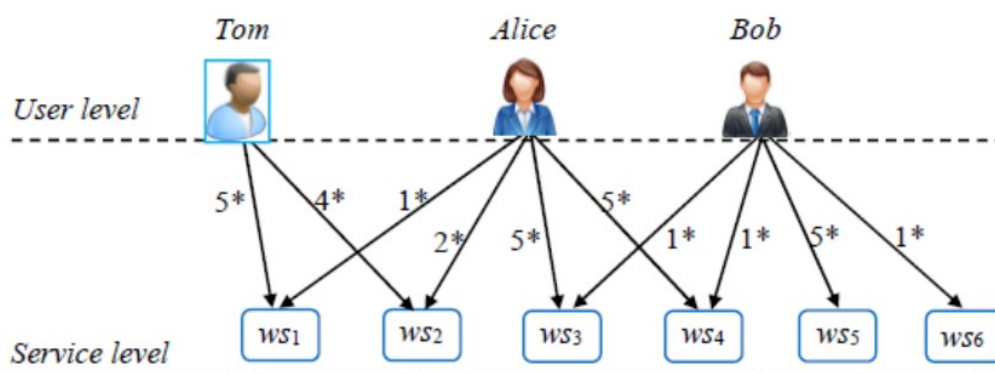 Tom Alice Bob
User level
5* 4* 1* 2* 5* 5* 1* 1* 5* 1*
ws1 ws2 ws3 ws4 ws5 ws6
Service level